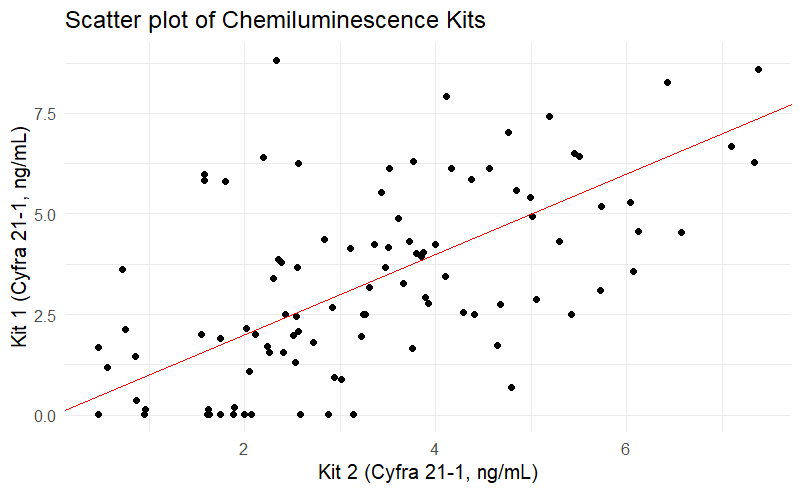 Scatter plot of Chemiluminescence Kits
7.5
5.0
2.5
0.0
Kit 1 (Cyfra 21-1, ng/mL)
2 4 6
Kit 2 (Cyfra 21-1, ng/mL)